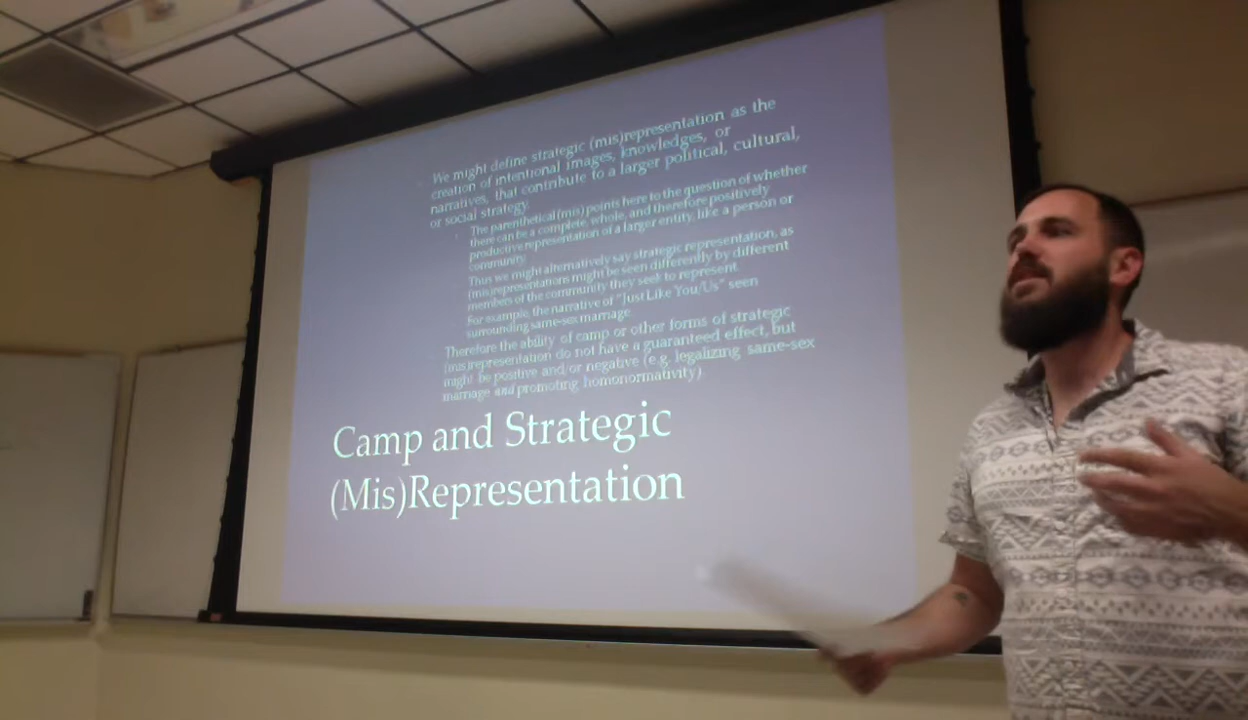 We might define strategic (mis)representation as the
creation of intentional images, knowledges, or
narratives, that contribute to a larger political, cultural,
or social strategy.
The parenthetical (mis) points here to the question of whether
there can be a complete, whole, and therefore positively
productive representation of a larger entity, like a person or
community.
Thus we might alternatively say strategic representation, as
(mis)representations might be seen differently by different
members of the community they seek to represent.
For example, the narrative of "Just Like You/Us" seen
surrounding same-sex marriage.
Therefore the ability of camp or other forms of strategic
(mis)representation do not have a guaranteed effect, but
might be positive and/or negative (e.g. legalizing same-sex
marriage and promoting homonormativity)
Camp and Strategic
(Mis)Representation